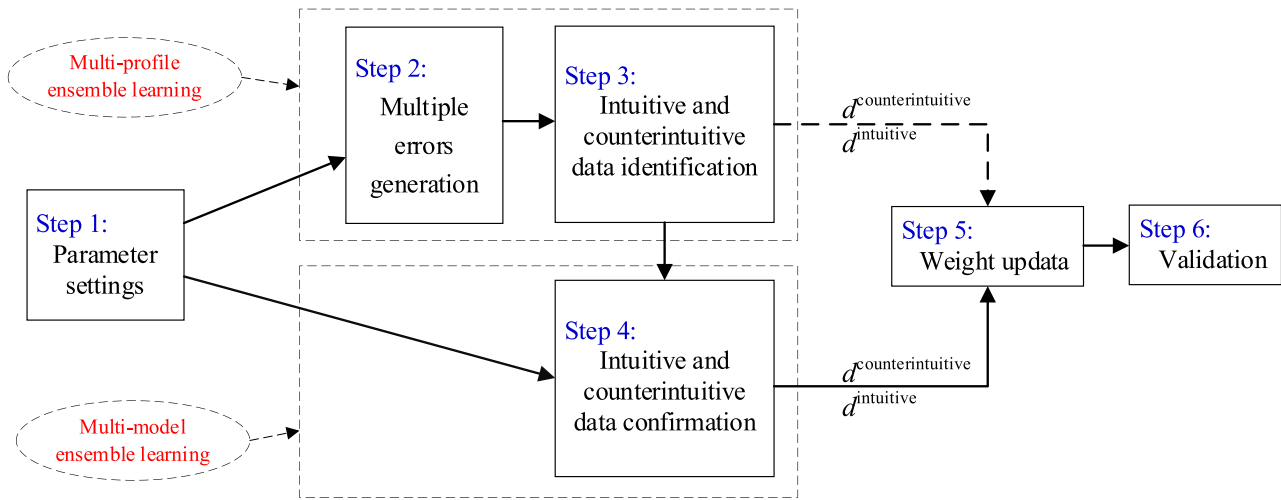 Multi-profile
ensemble learning
Step 2:
Multiple
errors
generation
Step 3:
Intuitive and
counterintuitive
data identification
d^counterintuitive
d^intuitive
Step 1:
Parameter
settings
Step 5:
Weight updata
Step 6:
Validation
Step 4:
Intuitive and
counterintuitive
data confirmation
d^counterintuitive
d^intuitive
Multi-model
ensemble learning